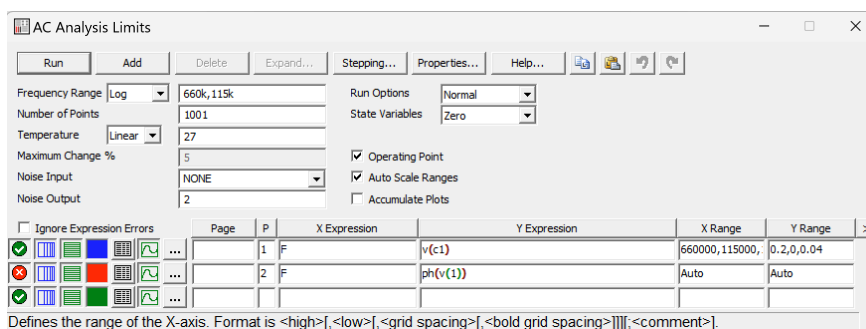 AC Analysis Limits
Run Add Delete Expand... Stepping... Properties... Help...
Frequency Range Log 660k,115k Run Options Normal
Number of Points 1001 State Variables Zero
Temperature Linear 27
Maximum Change % 5 Operating Point
Noise Input NONE Auto Scale Ranges
Noise Output 2 Accumulate Plots
Ignore Expression Errors Page P X Expression Y Expression X Range Y Range >
... 1 F v(c1) 660000,115000, 0.2,0,0.04
... 2 F ph(v(1)) Auto Auto
...
Defines the range of the X-axis. Format is <high>[,<low>[,<grid spacing>[,<bold grid spacing>]]][;<comment>].